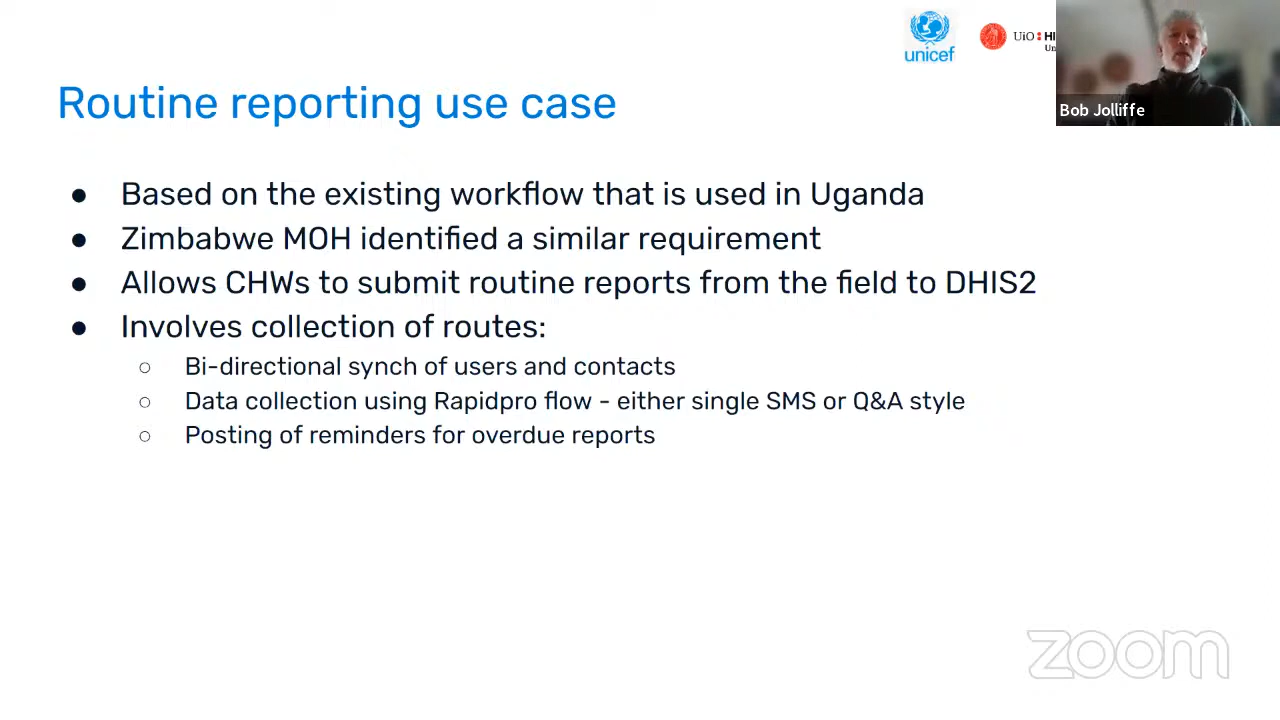 unicef
UiO
Bob Jolliffe
Routine reporting use case
● Based on the existing workflow that is used in Uganda
● Zimbabwe MOH identified a similar requirement
● Allows CHWs to submit routine reports from the field to DHIS2
● Involves collection of routes:
○ Bi-directional synch of users and contacts
○ Data collection using Rapidpro flow - either single SMS or Q&A style
○ Posting of reminders for overdue reports
zoom